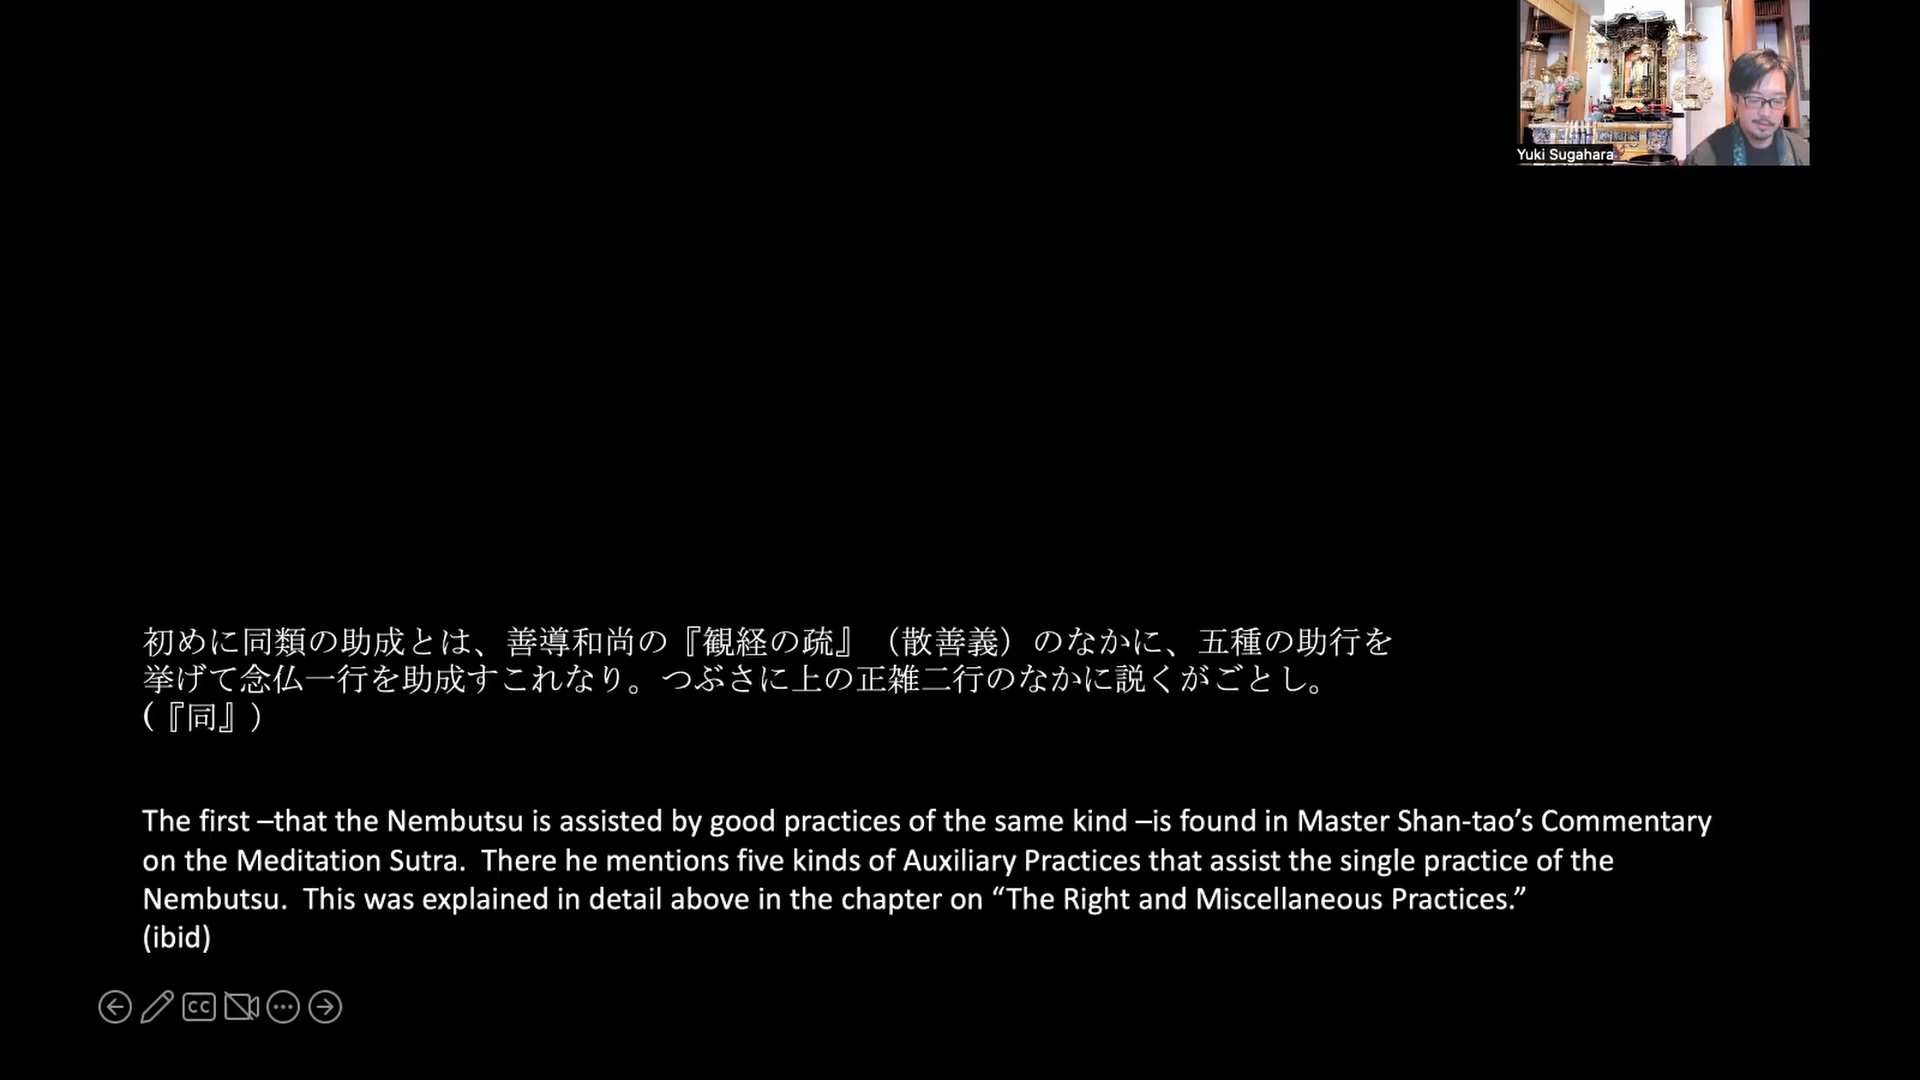 Yuki Sugahara
初めに同類の助成とは、善導和尚の『観経の疏』（散善義）のなかに、五種の助行を
挙げて念仏一行を助成すこれなり。つぶさに上の正雑二行のなかに説くがごとし。
(『同』)
The first –that the Nembutsu is assisted by good practices of the same kind –is found in Master Shan-tao’s Commentary
on the Meditation Sutra.  There he mentions five kinds of Auxiliary Practices that assist the single practice of the
Nembutsu.  This was explained in detail above in the chapter on “The Right and Miscellaneous Practices.”
(ibid)
CC